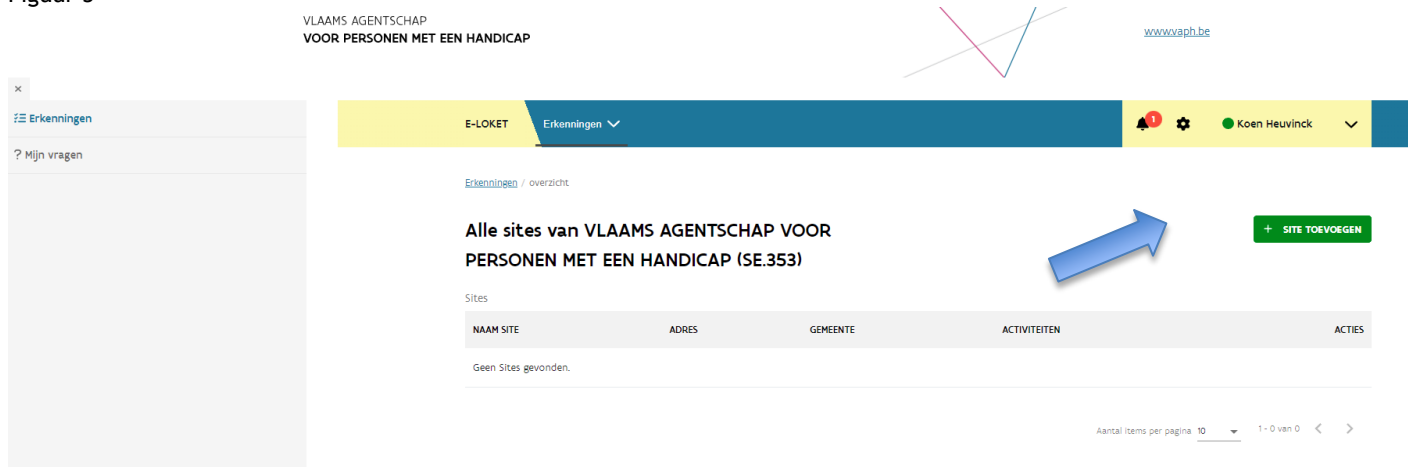 VLAAMS AGENTSCHAP
VOOR PERSONEN MET EEN HANDICAP
www.vaph.be
×
Erkenningen
? Mijn vragen
E-LOKET Erkenningen
1 Koen Heuvinck
Erkenningen / overzicht
Alle sites van VLAAMS AGENTSCHAP VOOR
PERSONEN MET EEN HANDICAP (SE.353)
+ SITE TOEVOEGEN
Sites
NAAM SITE ADRES GEMEENTE ACTIVITEITEN ACTIES
Geen Sites gevonden.
Aantal items per pagina 10 1 - 0 van 0